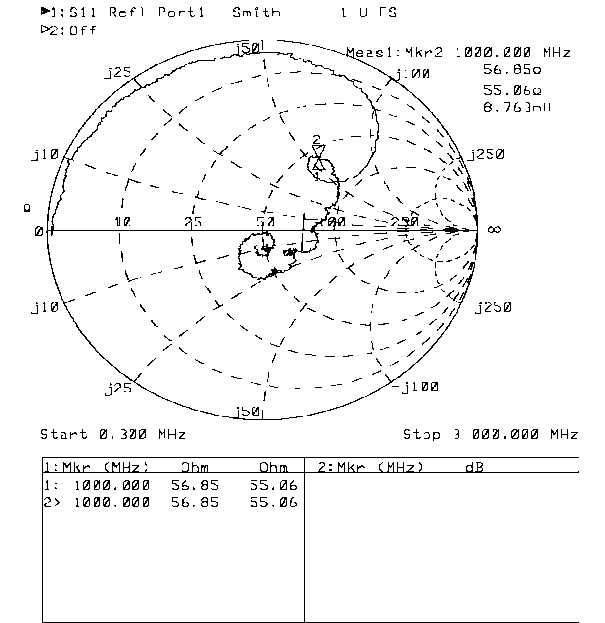 1:S11 Refl Port1 Smith 1 U FS
2:Off
Meas1:Mkr2 1000.000 MHz
56.85Ω
55.06Ω
8.763nH
j50
j25
j100
j10
j250
2
1
0 10 25 50 100 250 ∞
j10
j250
j25
-j100
j50
Start 0.300 MHz
Stop 3 000.000 MHz
1:Mkr (MHz) Ohm Ohm 2:Mkr (MHz) dB
1: 1000.000 56.85 55.06
2> 1000.000 56.85 55.06